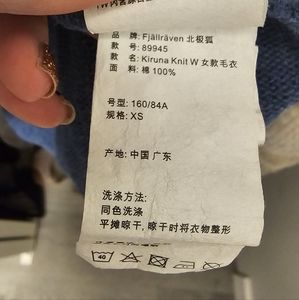 品 牌: Fjällräven 北极狐
款 号: 89945
款 名: Kiruna Knit W 女款毛衣
面 料: 棉 100%
号型: 160/84A
规格: XS
产地: 中国 广东
洗涤方法:
同色洗涤
平摊晾干, 晾干时将衣物整形
40